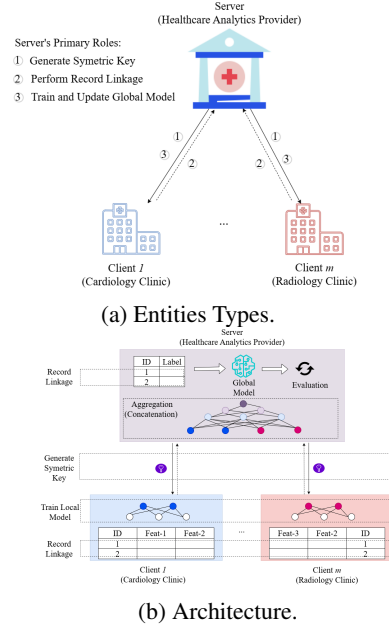 Server
(Healthcare Analytics Provider)
Server's Primary Roles:
① Generate Symetric Key
② Perform Record Linkage
③ Train and Update Global Model
① ①
③ ② ② ③
...
Client 1
(Cardiology Clinic)
Client m
(Radiology Clinic)
(a) Entities Types.
Server
(Healthcare Analytics Provider)
Record
Linkage
ID Label
1
2
Global
Model
Evaluation
Aggregation
(Concatenation)
Generate
Symetric
Key
Train Local
Model
Record
Linkage
ID Feat-1 Feat-2
1
2
...
Feat-3 Feat-2 ID
1
2
Client 1
(Cardiology Clinic)
Client m
(Radiology Clinic)
(b) Architecture.